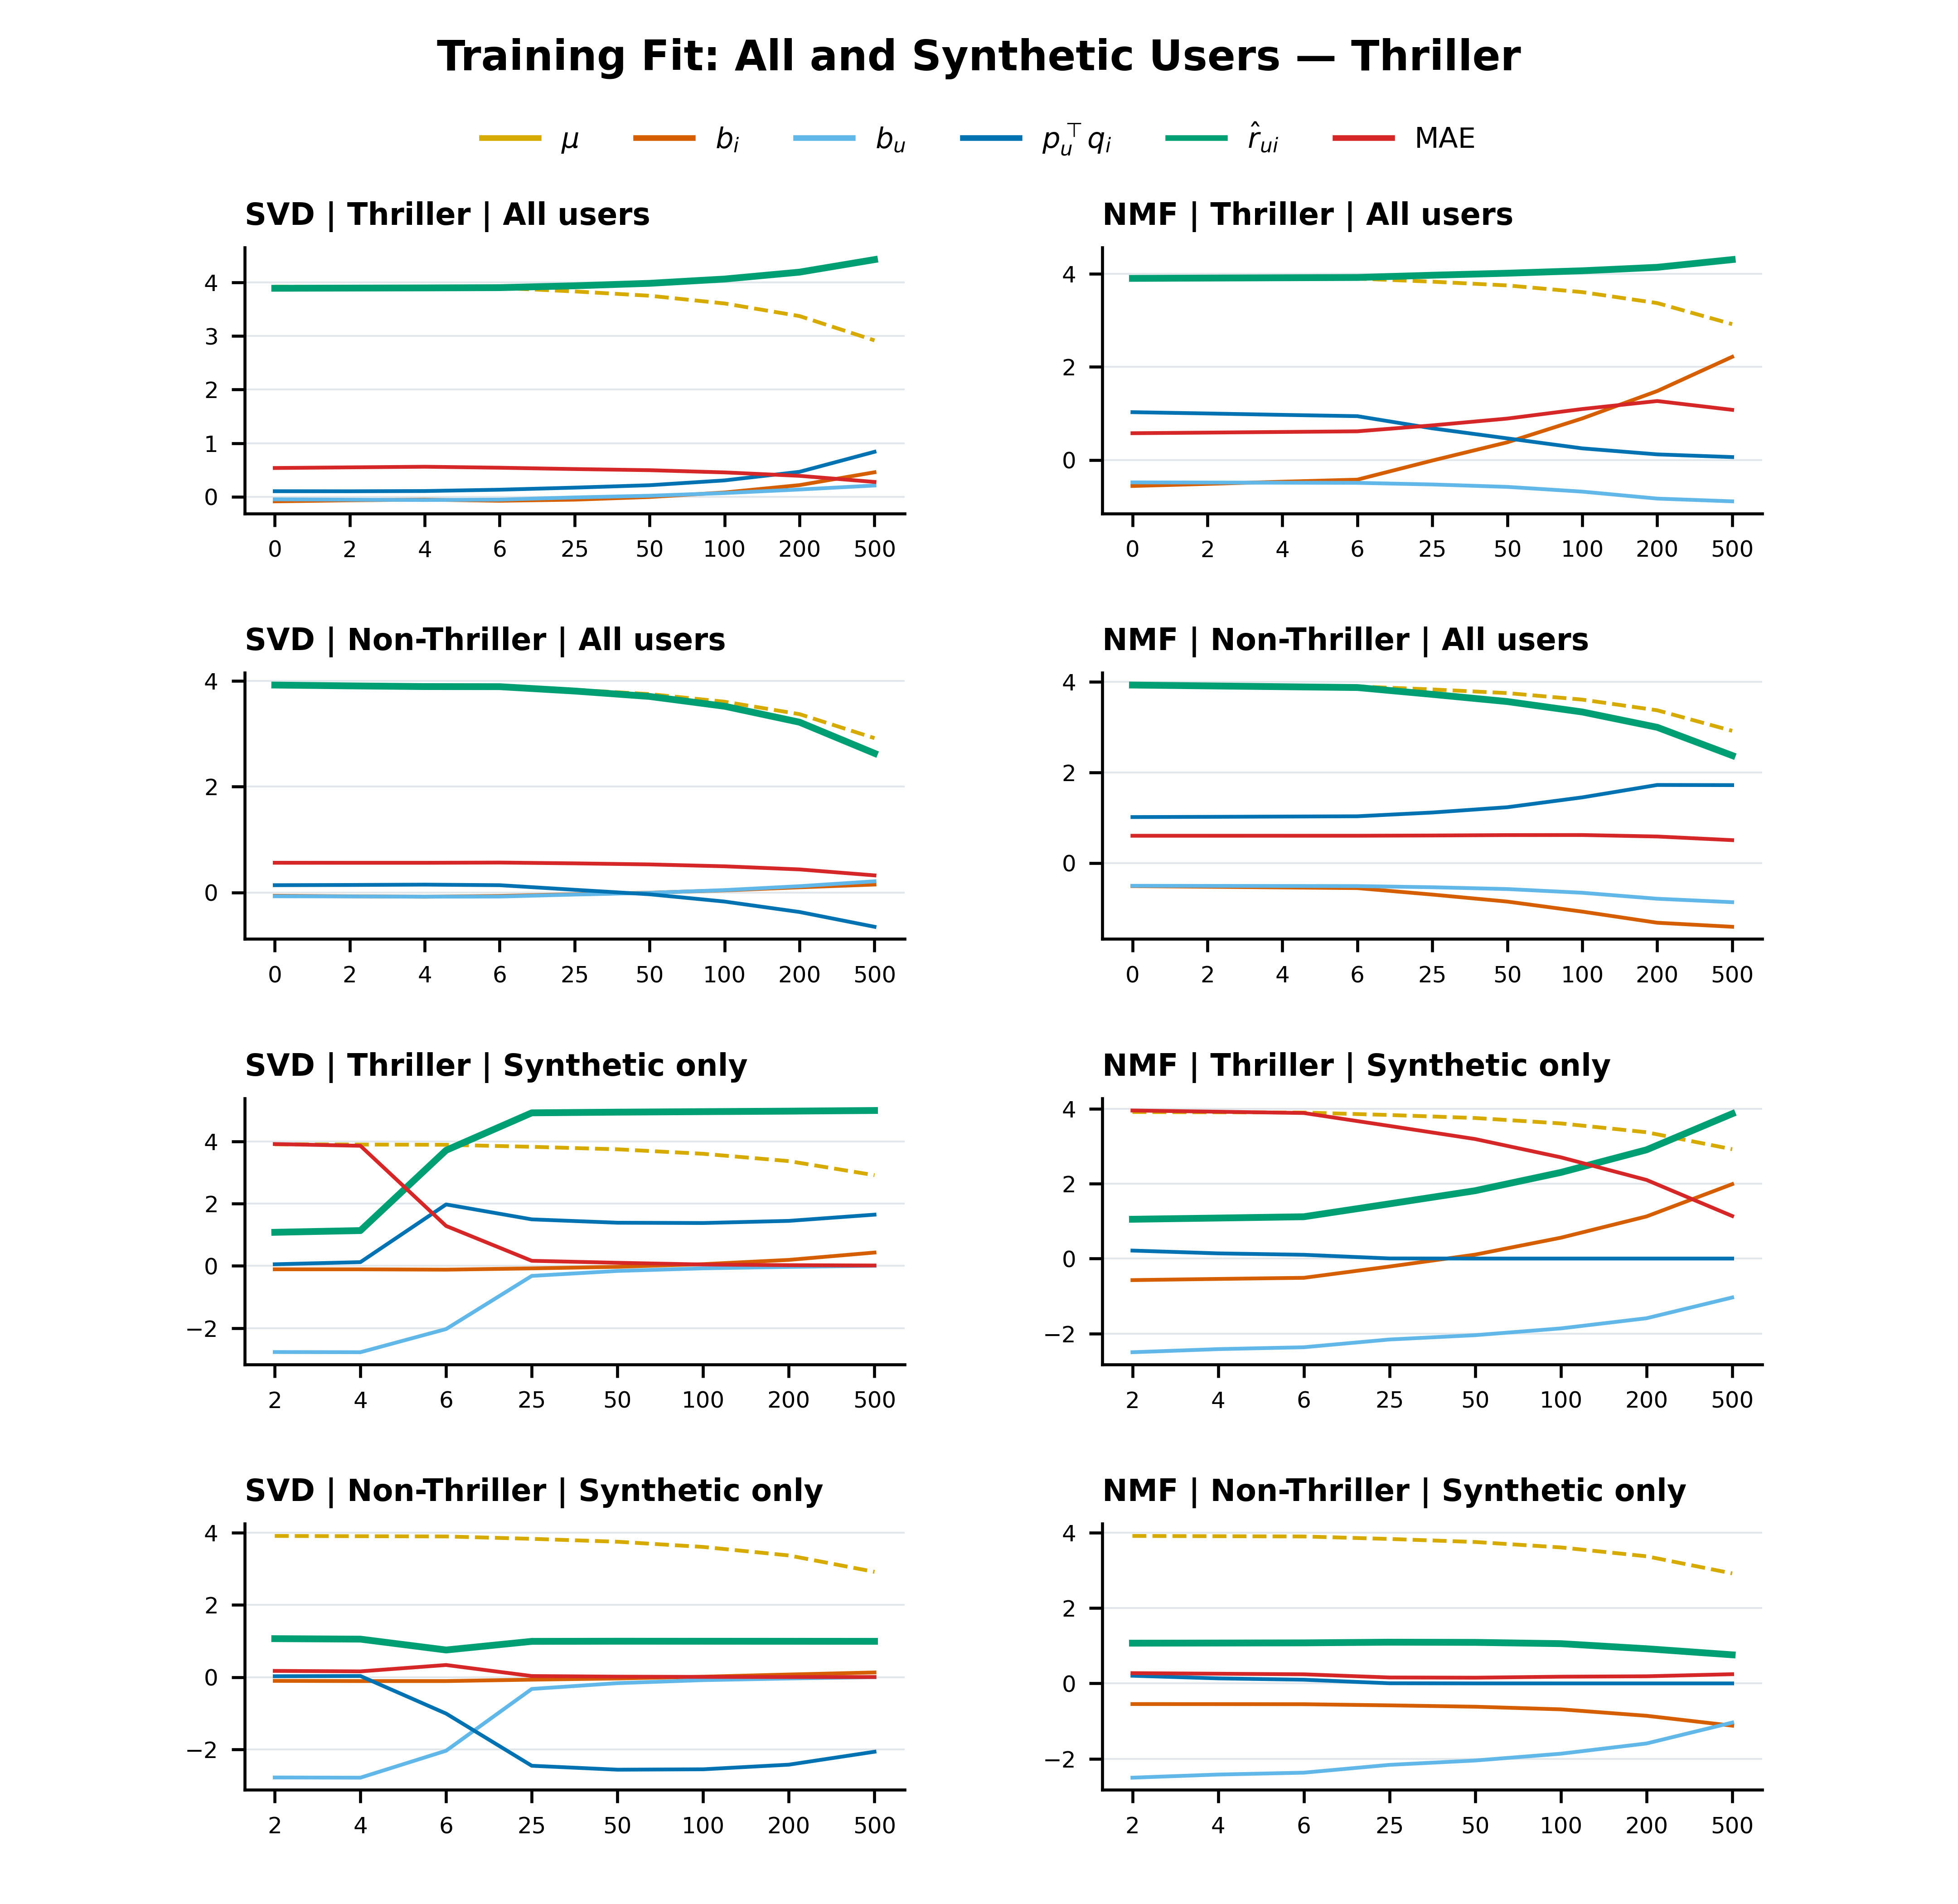 Training Fit: All and Synthetic Users — Thriller
μ b_i b_u p_u^⊤ q_i r̂_ui MAE
SVD | Thriller | All users
4
3
2
1
0
0 2 4 6 25 50 100 200 500
NMF | Thriller | All users
4
2
0
0 2 4 6 25 50 100 200 500
SVD | Non-Thriller | All users
4
2
0
0 2 4 6 25 50 100 200 500
NMF | Non-Thriller | All users
4
2
0
0 2 4 6 25 50 100 200 500
SVD | Thriller | Synthetic only
4
2
0
−2
2 4 6 25 50 100 200 500
NMF | Thriller | Synthetic only
4
2
0
−2
2 4 6 25 50 100 200 500
SVD | Non-Thriller | Synthetic only
4
2
0
−2
2 4 6 25 50 100 200 500
NMF | Non-Thriller | Synthetic only
4
2
0
−2
2 4 6 25 50 100 200 500